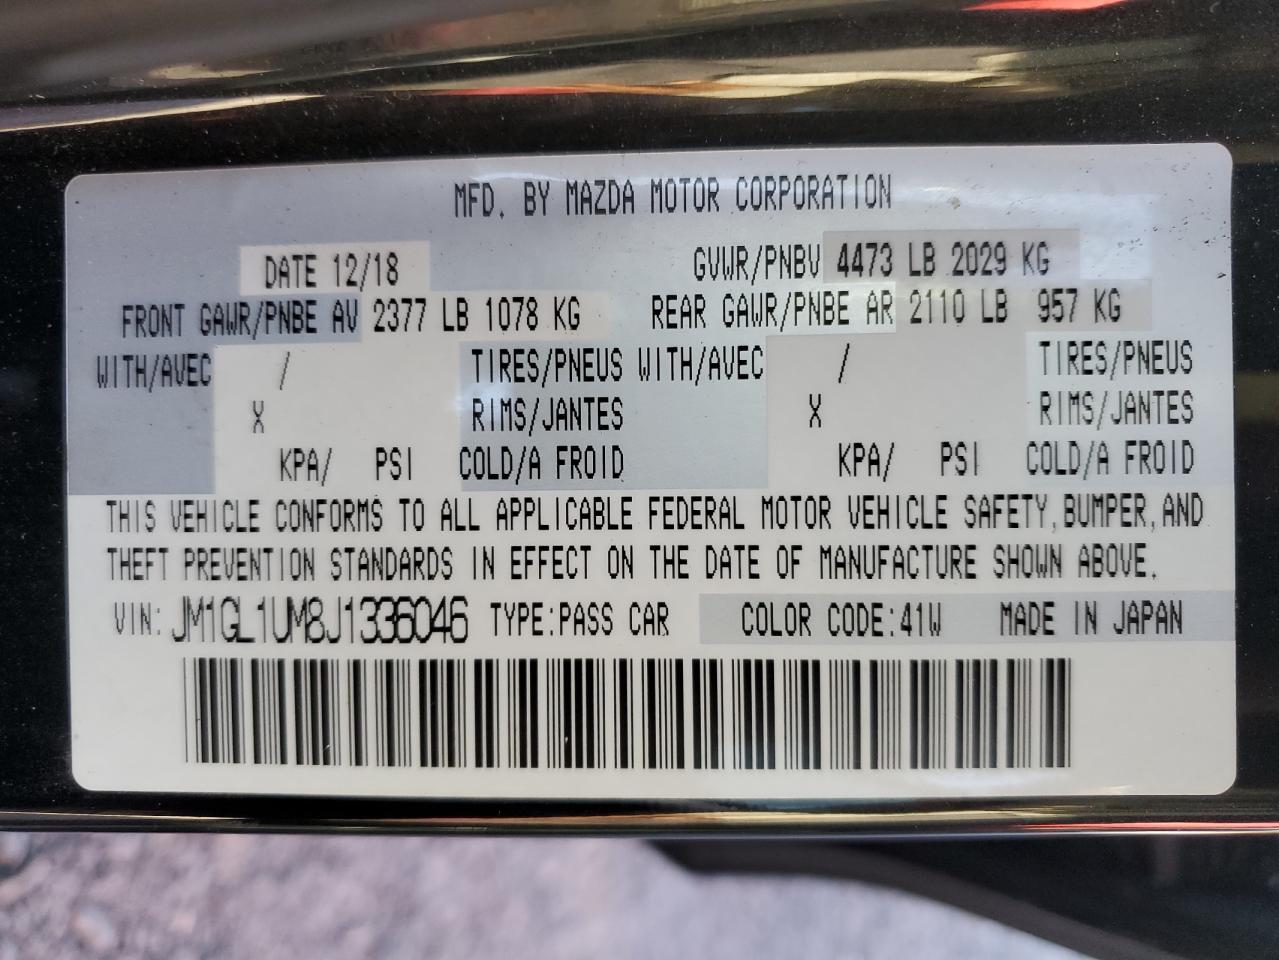 MFD. BY MAZDA MOTOR CORPORATION
DATE 12/18 GVWR/PNBV 4473 LB 2029 KG
FRONT GAWR/PNBE AV 2377 LB 1078 KG REAR GAWR/PNBE AR 2110 LB 957 KG
WITH/AVEC / TIRES/PNEUS WITH/AVEC / TIRES/PNEUS
X RIMS/JANTES X RIMS/JANTES
KPA/ PSI COLD/A FROID KPA/ PSI COLD/A FROID
THIS VEHICLE CONFORMS TO ALL APPLICABLE FEDERAL MOTOR VEHICLE SAFETY, BUMPER, AND
THEFT PREVENTION STANDARDS IN EFFECT ON THE DATE OF MANUFACTURE SHOWN ABOVE.
VIN: JM1GL1UM8J1336046 TYPE:PASS CAR COLOR CODE:41W MADE IN JAPAN